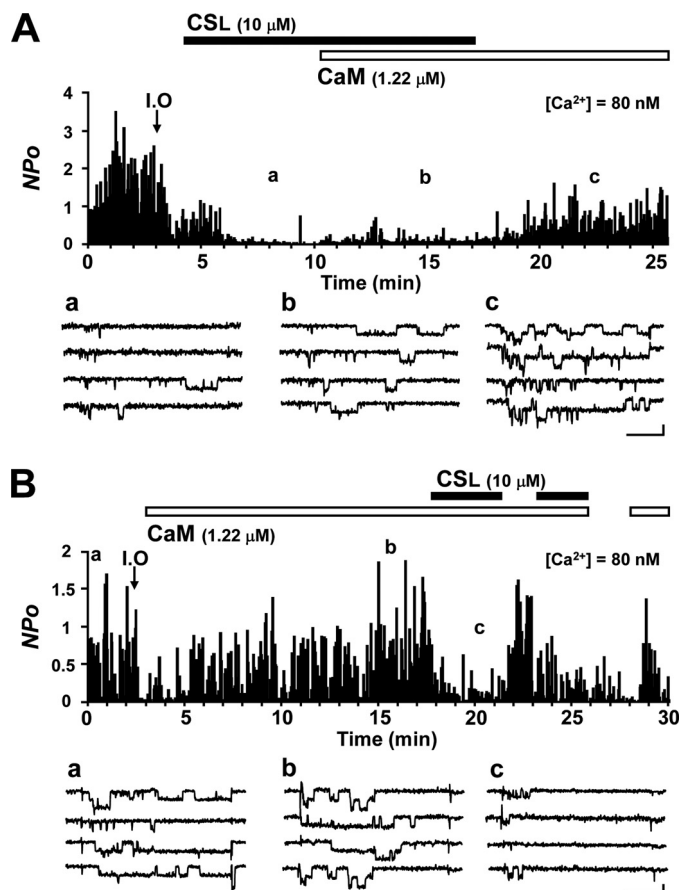 A
CSL (10 μM)
CaM (1.22 μM)
[Ca²⁺] = 80 nM
I.O
NPo
4
3
2
1
0
a
b
c
0 5 10 15 20 25
Time (min)
a b c
B
CSL (10 μM)
CaM (1.22 μM)
[Ca²⁺] = 80 nM
a
I.O
b
c
NPo
2
1.5
1
0.5
0
0 5 10 15 20 25 30
Time (min)
a b c